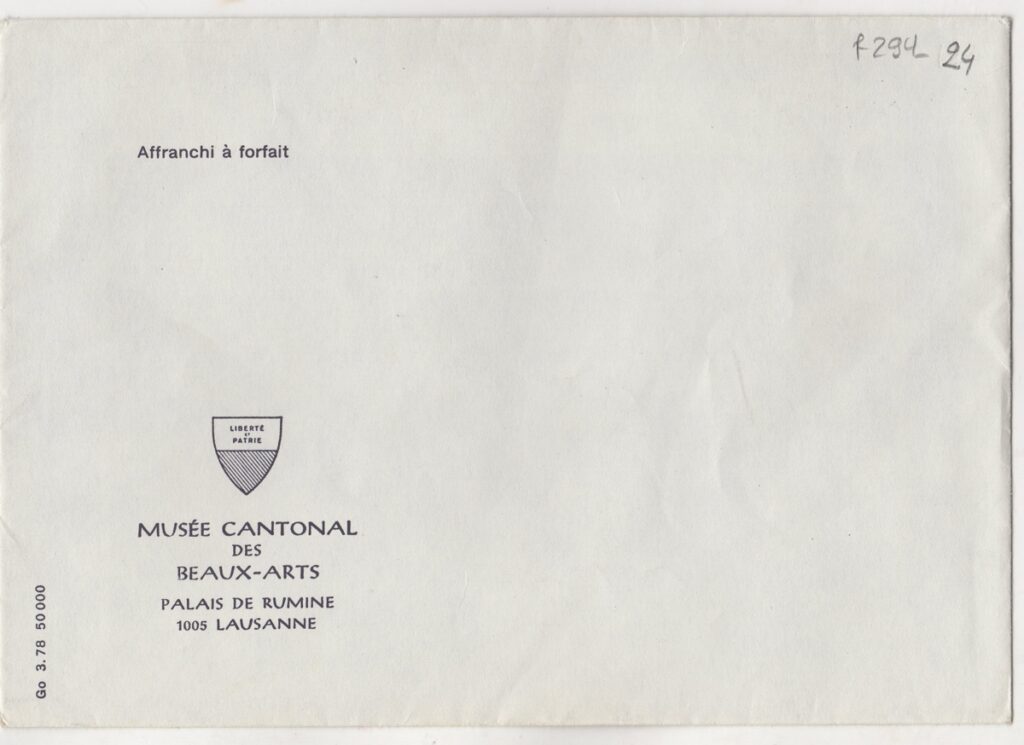 F294 24
Affranchi à forfait
LIBERTÉ
ET
PATRIE
MUSÉE CANTONAL
DES
BEAUX-ARTS
PALAIS DE RUMINE
1005 LAUSANNE
Go 3.78 50 000